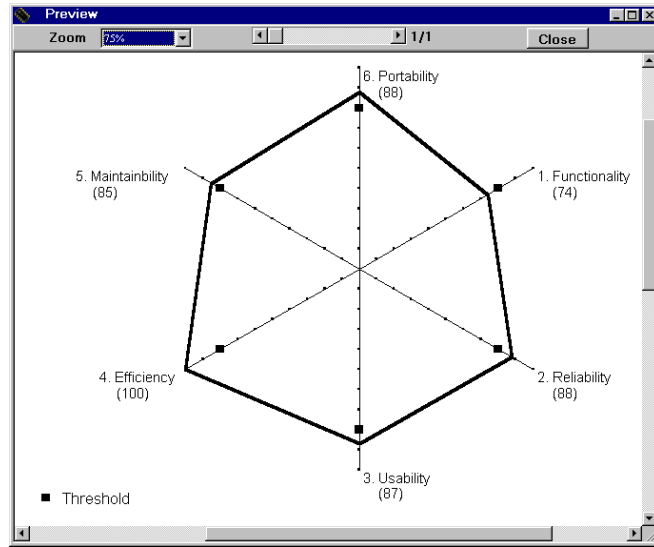 Preview
Zoom 75% 1/1 Close
6. Portability
(88)
5. Maintainbility
(85)
1. Functionality
(74)
4. Efficiency
(100)
2. Reliability
(88)
3. Usability
(87)
Threshold